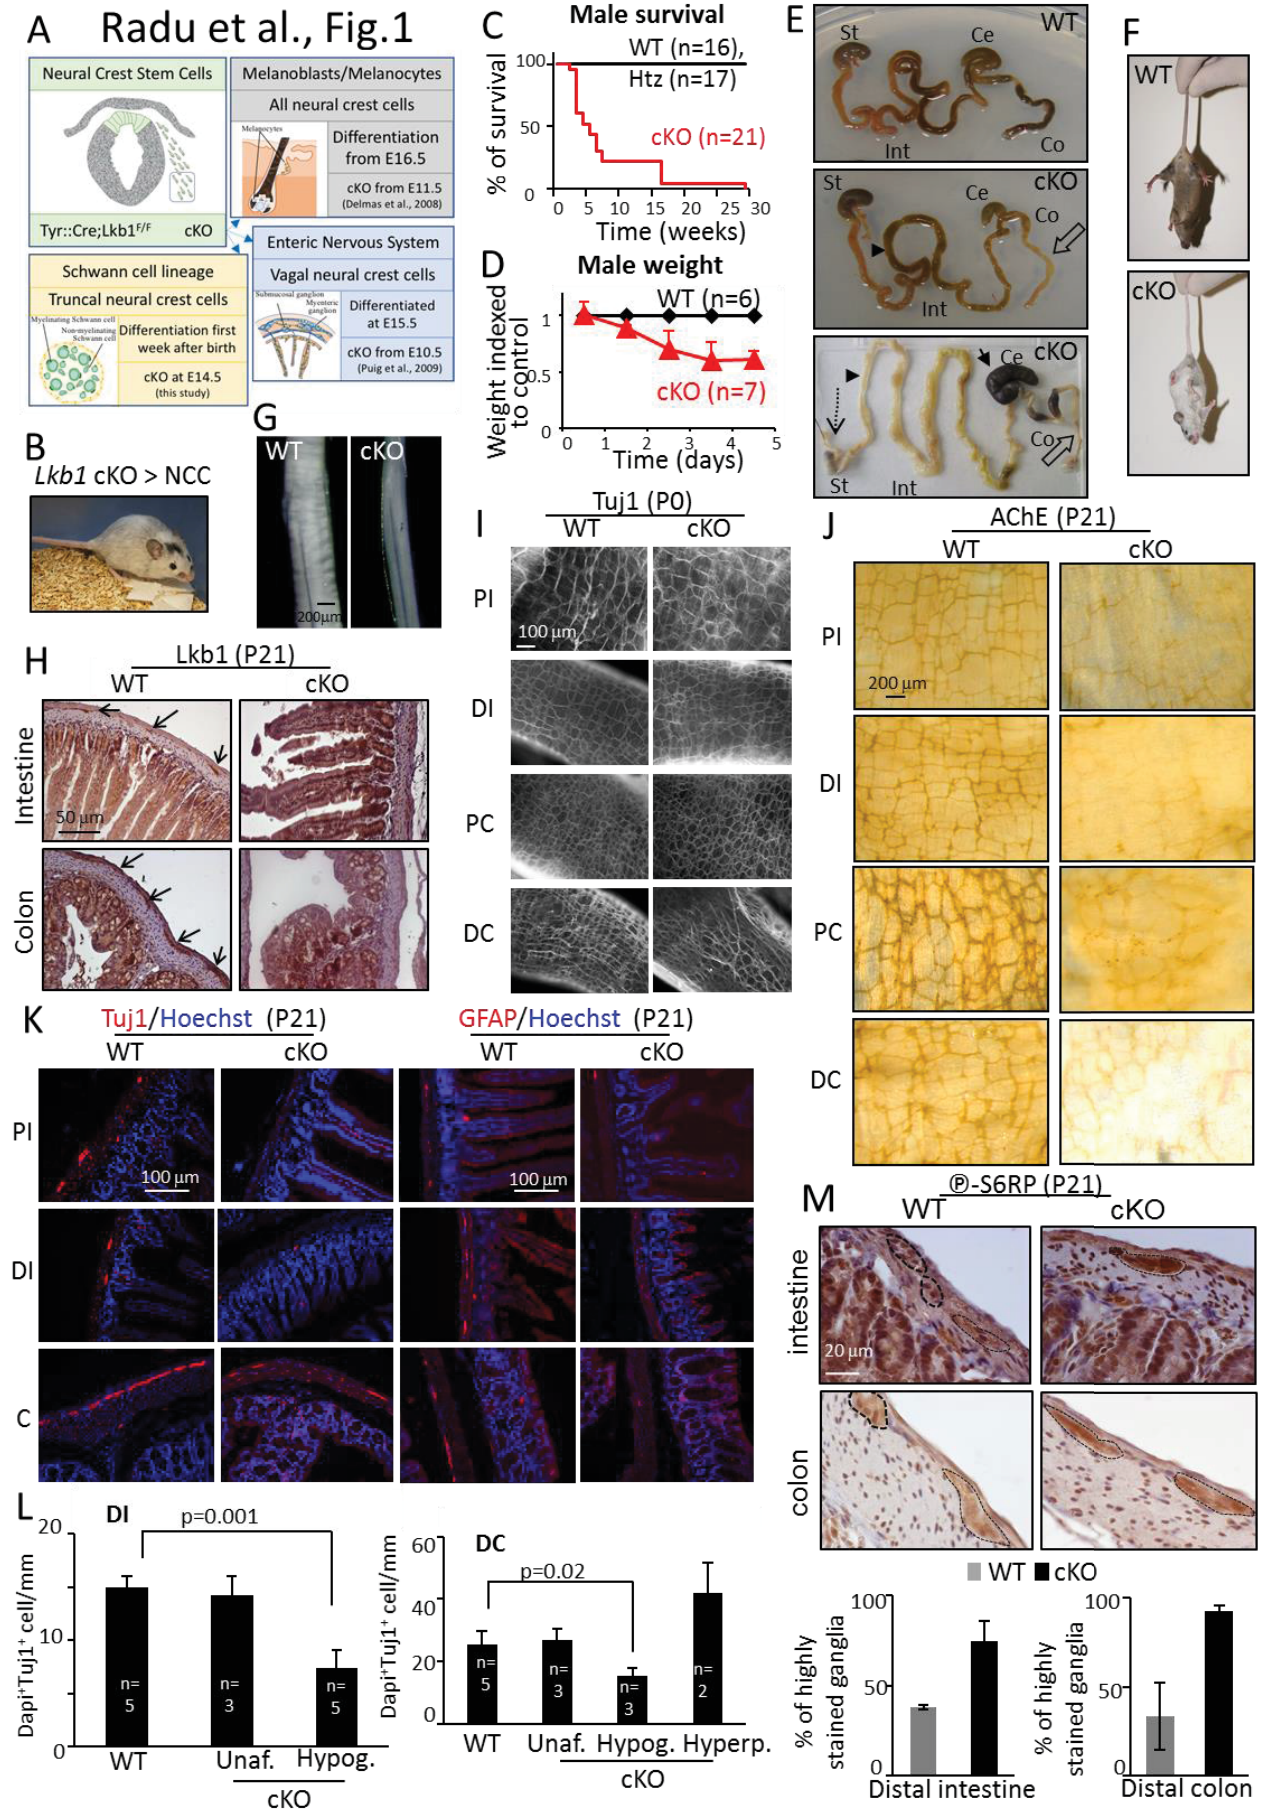 Radu et al., Fig.1
A
Neural Crest Stem Cells
Tyr::Cre;Lkb1F/F cKO
Melanoblasts/Melanocytes
All neural crest cells
Melanocytes
Differentiation
from E16.5
cKO from E11.5
(Delmas et al., 2008)
Schwann cell lineage
Truncal neural crest cells
Myelinating Schwann cell
Non-myelinating
Schwann cell
Differentiation first
week after birth
cKO at E14.5
(this study)
Enteric Nervous System
Vagal neural crest cells
Submucosal ganglion
Myenteric
ganglion
Differentiated
at E15.5
cKO from E10.5
(Puig et al., 2009)
B
Lkb1 cKO > NCC
C
Male survival
WT (n=16),
Htz (n=17)
cKO (n=21)
% of survival
100
50
0
0 5 10 15 20 25 30
Time (weeks)
D
Male weight
WT (n=6)
cKO (n=7)
Weight indexed
to control
1
0.5
0
0 1 2 3 4 5
Time (days)
E
WT
St
Ce
Int
Co
cKO
St
Ce
Co
Int
cKO
Ce
Co
St
Int
F
WT
cKO
G
WT
cKO
200µm
H
Lkb1 (P21)
WT
cKO
Intestine
50 µm
Colon
I
Tuj1 (P0)
WT
cKO
PI
100 µm
DI
PC
DC
J
AChE (P21)
WT
cKO
PI
200 µm
DI
PC
DC
K
Tuj1/Hoechst (P21)
WT
cKO
GFAP/Hoechst (P21)
WT
cKO
PI
100 µm
100 µm
DI
C
L
DI
p=0.001
Dapi+Tuj1+ cell/mm
20
10
0
n=
5
n=
3
n=
5
WT
Unaf.
Hypog.
cKO
DC
p=0.02
Dapi+Tuj1+ cell/mm
60
40
20
0
n=
5
n=
3
n=
3
n=
2
WT
Unaf.
Hypog.
Hyperp.
cKO
M
Ⓟ-S6RP (P21)
WT
cKO
intestine
20 µm
colon
WT
cKO
% of highly
stained ganglia
100
50
0
Distal intestine
% of highly
stained ganglia
100
50
0
Distal colon